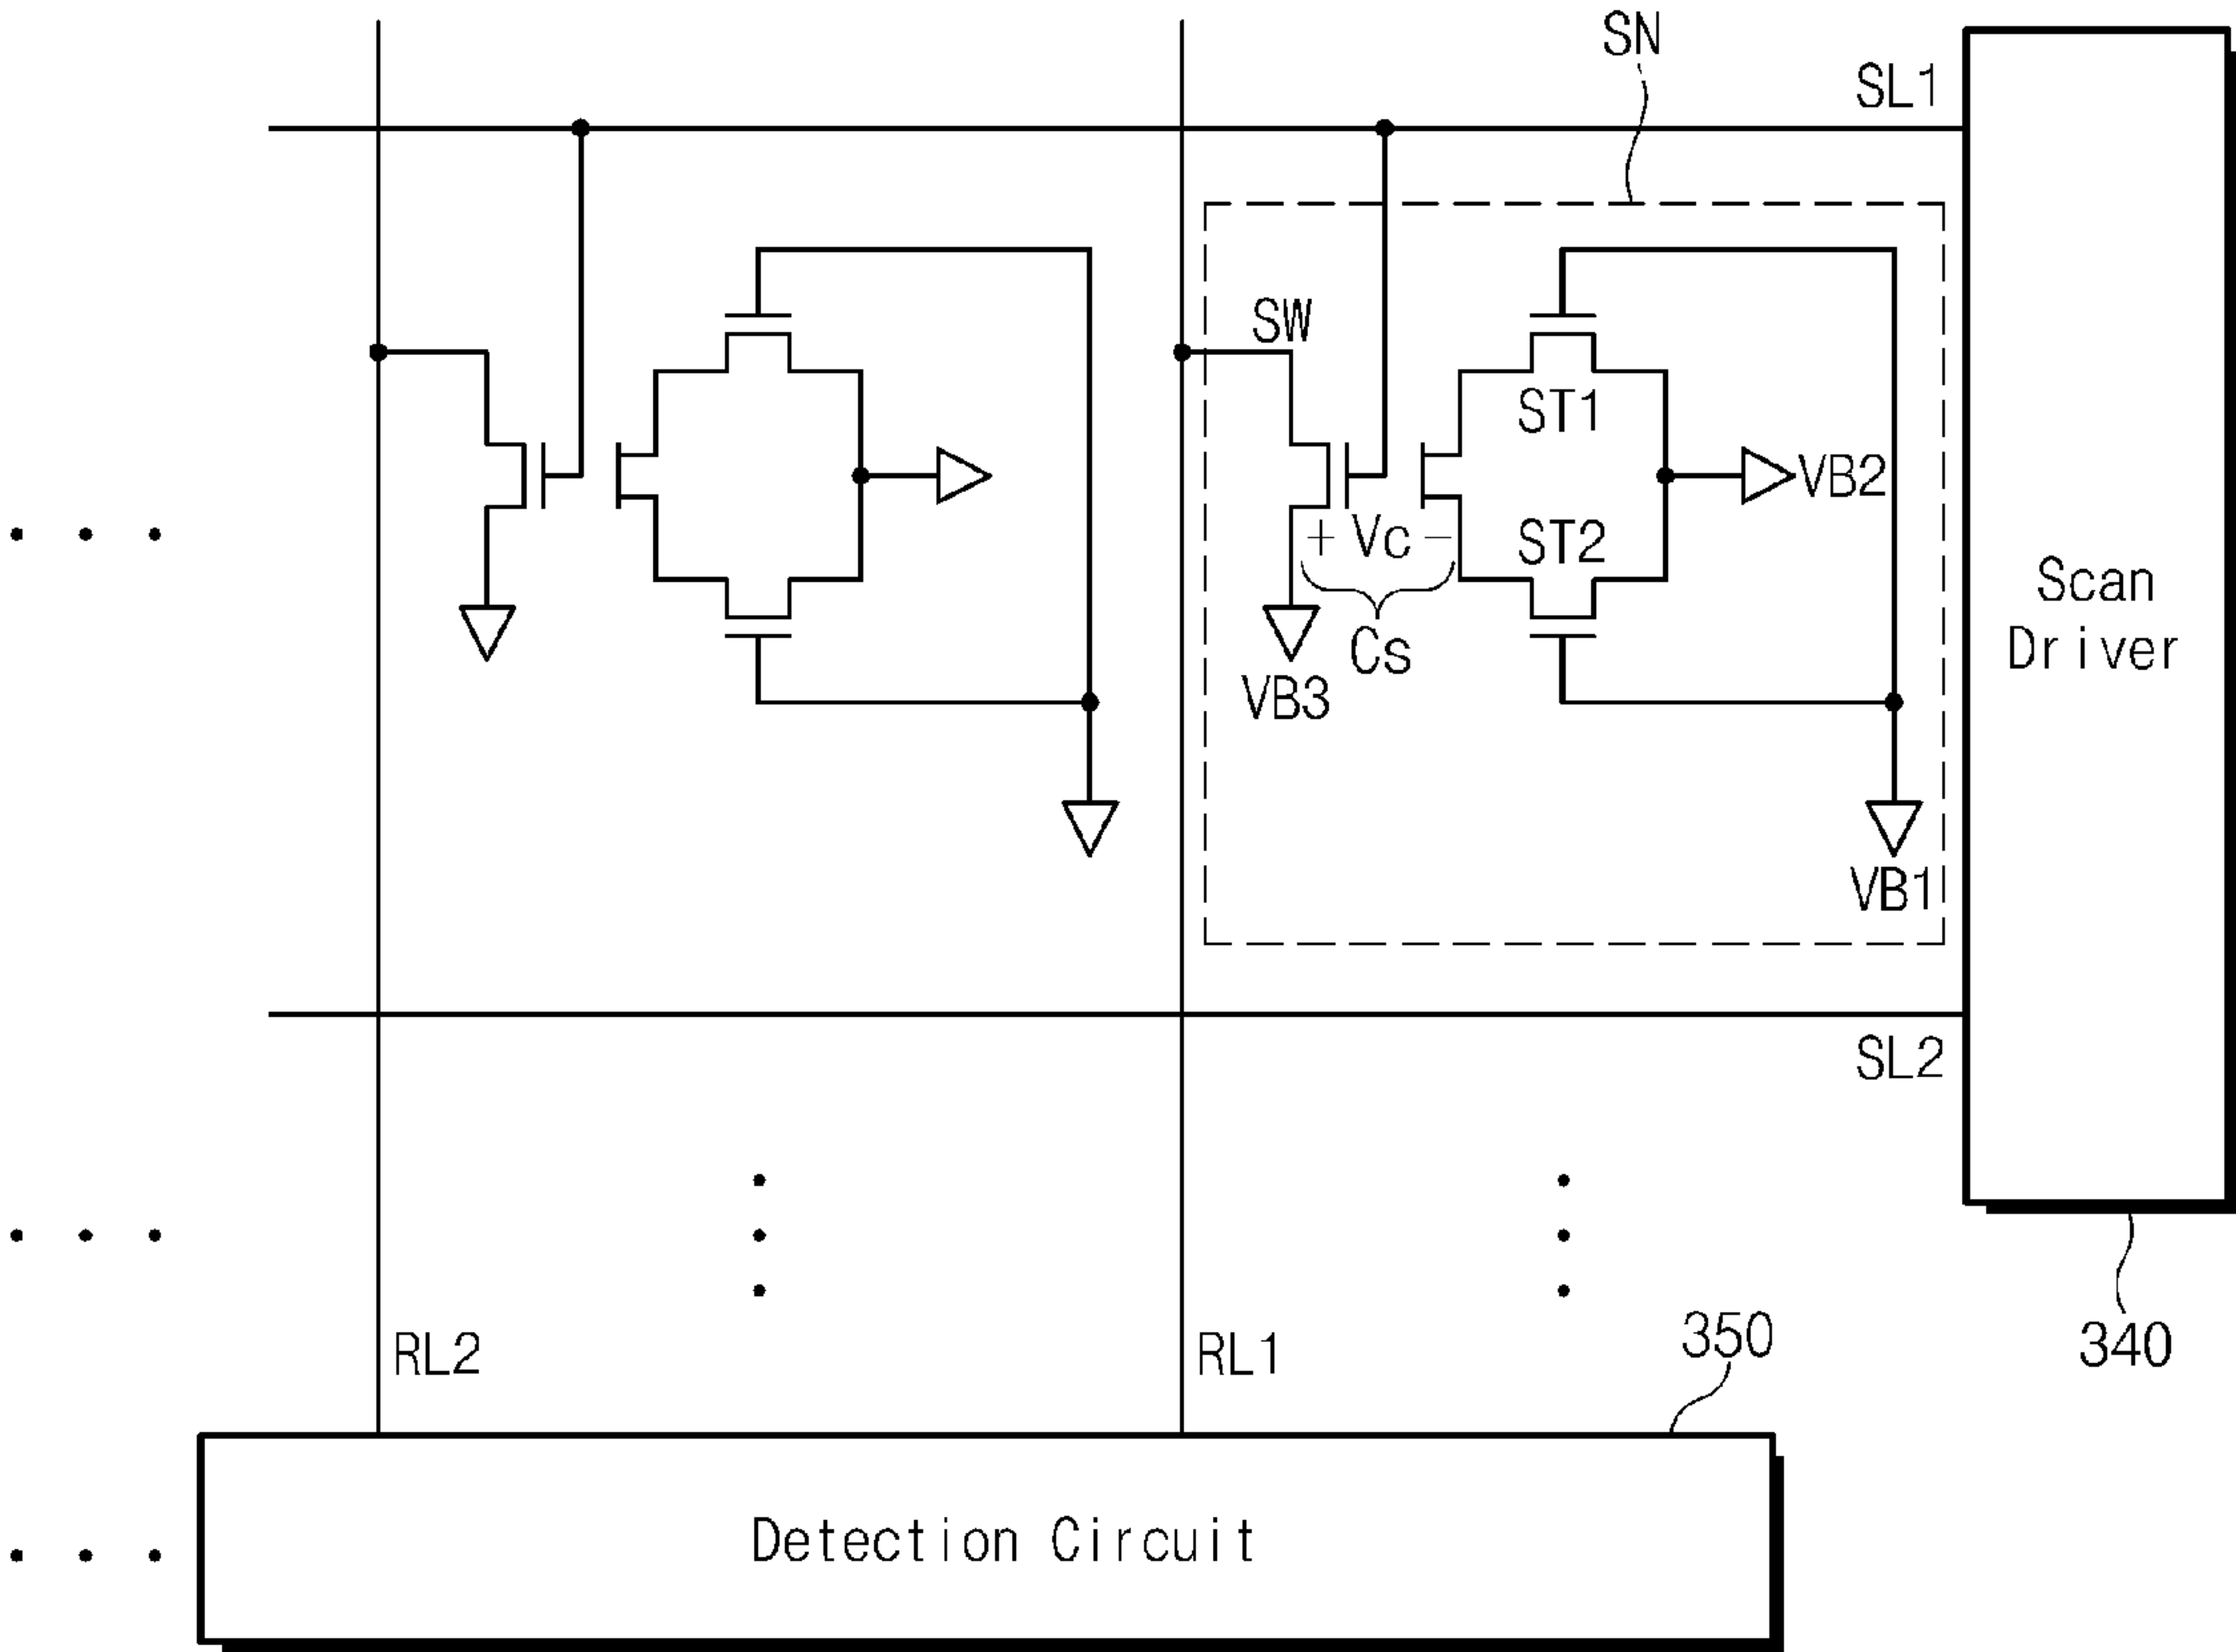 SN
SL1
SW
ST1
VB2
ST2
+ Vc -
Cs
VB3
Scan
Driver
VB1
SL2
RL2
RL1
350
340
Detection Circuit